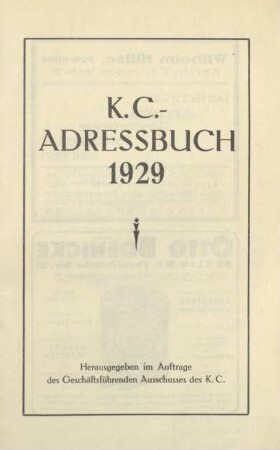 K.C.-
ADRESSBUCH
1929
Herausgegeben im Auftrage
des Geschäftsführenden Ausschusses des K.C.